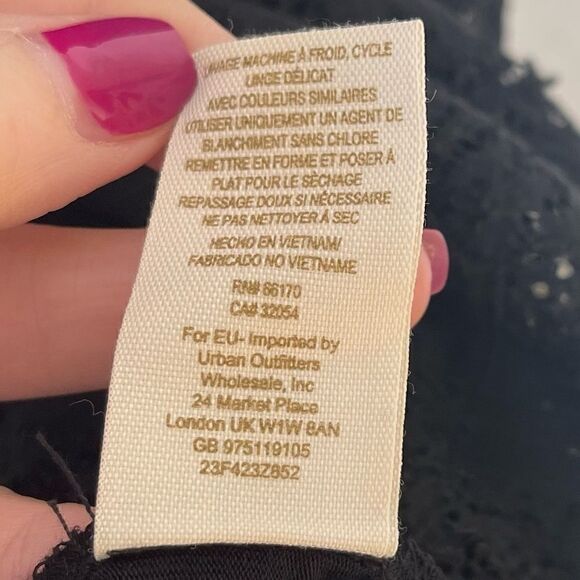 LAVAGE MACHINE À FROID, CYCLE
LINGE DÉLICAT
AVEC COULEURS SIMILAIRES
UTILISER UNIQUEMENT UN AGENT DE
BLANCHIMENT SANS CHLORE
REMETTRE EN FORME ET POSER À
PLAT POUR LE SÈCHAGE
REPASSAGE DOUX SI NÉCESSAIRE
NE PAS NETTOYER À SEC
HECHO EN VIETNAM/
FABRICADO NO VIETNAME
RN# 66170
CA# 32054
For EU- Imported by
Urban Outfitters
Wholesale, Inc
24 Market Place
London UK W1W 8AN
GB 975119105
23F423Z852